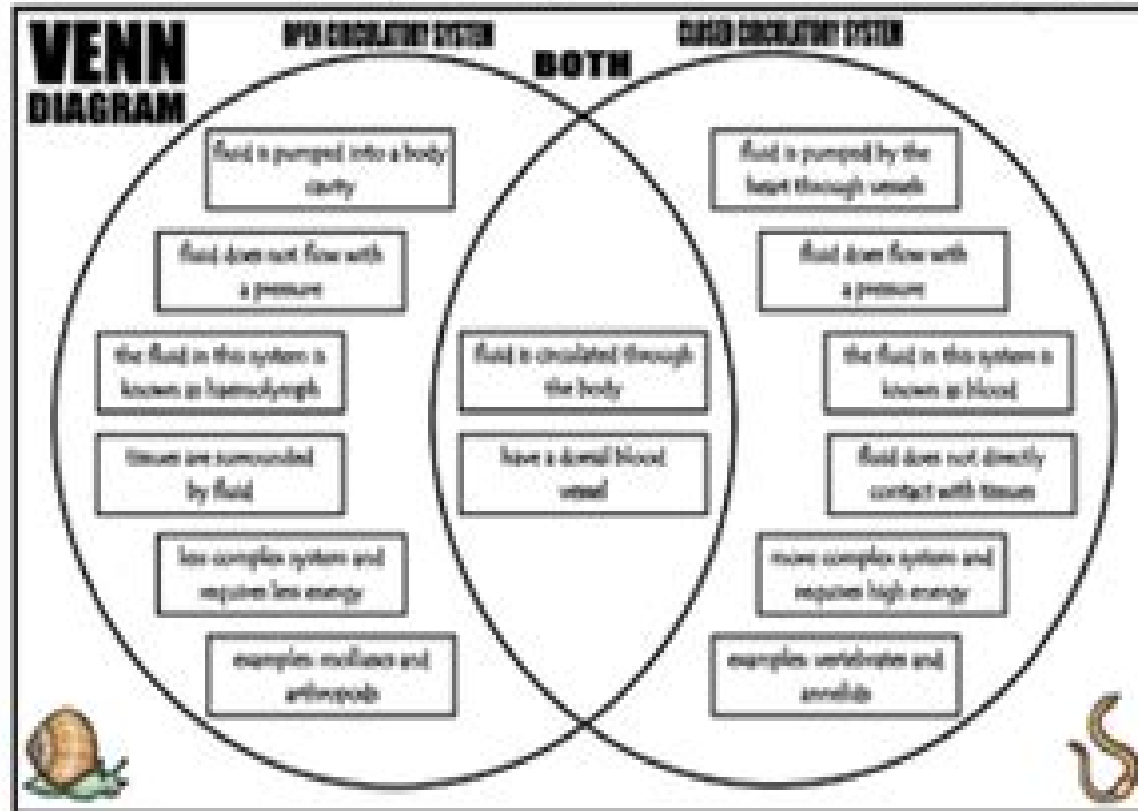 VENN
DIAGRAM
OPEN CIRCULATORY SYSTEM
BOTH
CLOSED CIRCULATORY SYSTEM
fluid is pumped into a body
cavity
fluid does not flow with
a pressure
the fluid in this system is
known as haemolymph
tissues are surrounded
by fluid
less complex system and
requires less energy
examples: molluscs and
arthropods
fluid is circulated through
the body
have a dorsal blood
vessel
fluid is pumped by the
heart through vessels
fluid does flow with
a pressure
the fluid in this system is
known as blood
fluid does not directly
contact with tissues
more complex system and
requires high energy
examples: vertebrates and
annelids